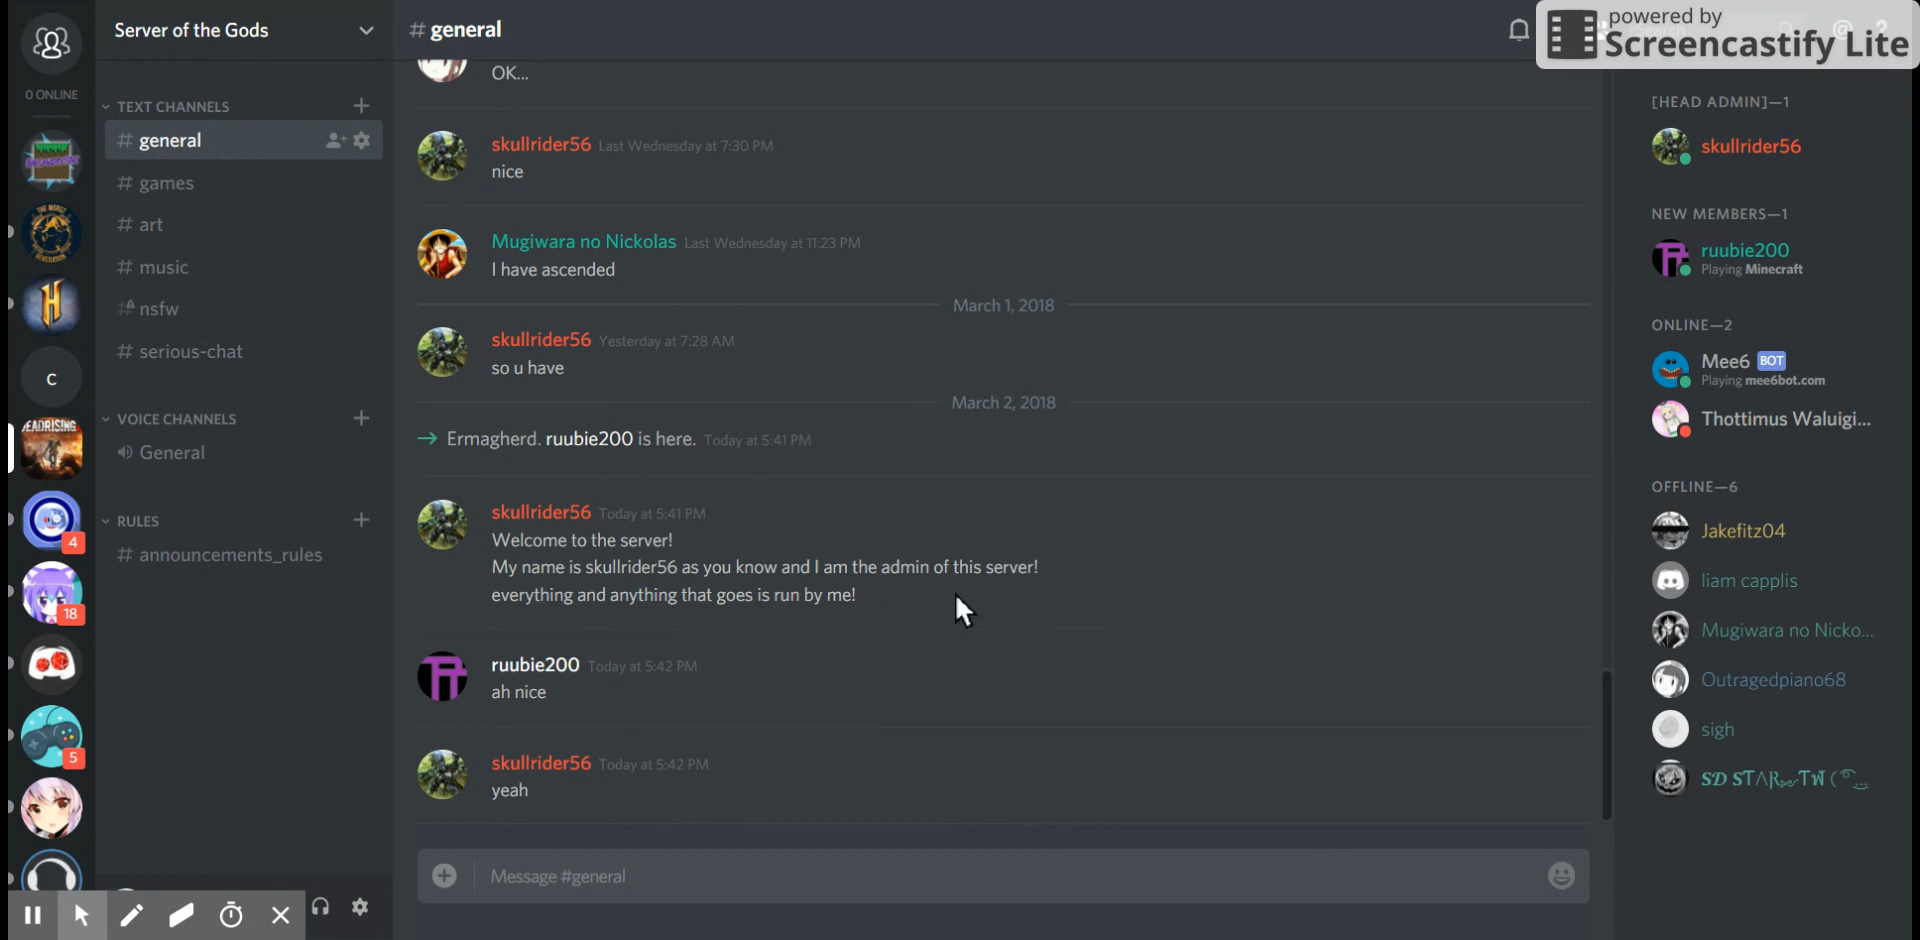 Server of the Gods
0 ONLINE
TEXT CHANNELS
# general
# games
# art
# music
nsfw
# serious-chat
VOICE CHANNELS
General
RULES
# announcements_rules
C
EADRISING
4
18
5
# general
Search
powered by
Screencastify Lite
OK...
skullrider56 Last Wednesday at 7:30 PM
nice
Mugiwara no Nickolas Last Wednesday at 11:23 PM
I have ascended
March 1, 2018
skullrider56 Yesterday at 7:28 AM
so u have
March 2, 2018
Ermagherd. ruubie200 is here. Today at 5:41 PM
skullrider56 Today at 5:41 PM
Welcome to the server!
My name is skullrider56 as you know and I am the admin of this server!
everything and anything that goes is run by me!
ruubie200 Today at 5:42 PM
ah nice
skullrider56 Today at 5:42 PM
yeah
Message #general
[HEAD ADMIN]—1
skullrider56
NEW MEMBERS—1
ruubie200
Playing Minecraft
ONLINE—2
Mee6 BOT
Playing mee6bot.com
Thottimus Waluigi...
OFFLINE—6
Jakefitz04
liam capplis
Mugiwara no Nicko...
Outragedpiano68
sigh